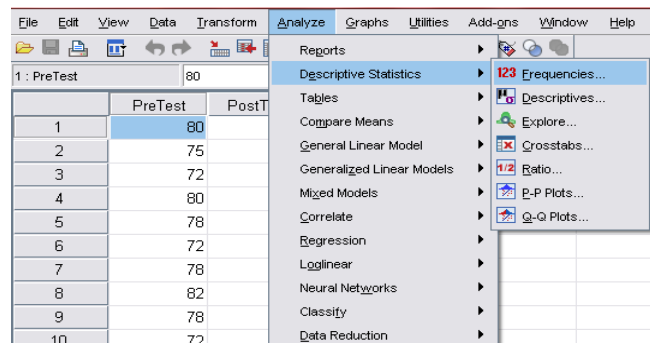 File Edit View Data Transform Analyze Graphs Utilities Add-ons Window Help
1 : PreTest 80
PreTest PostT
1 80
2 75
3 72
4 80
5 78
6 72
7 78
8 82
9 78
10 72
Reports
Descriptive Statistics
Tables
Compare Means
General Linear Model
Generalized Linear Models
Mixed Models
Correlate
Regression
Loglinear
Neural Networks
Classify
Data Reduction
123 Frequencies...
Descriptives...
Explore...
Crosstabs...
1/2 Ratio...
P-P Plots...
Q-Q Plots...